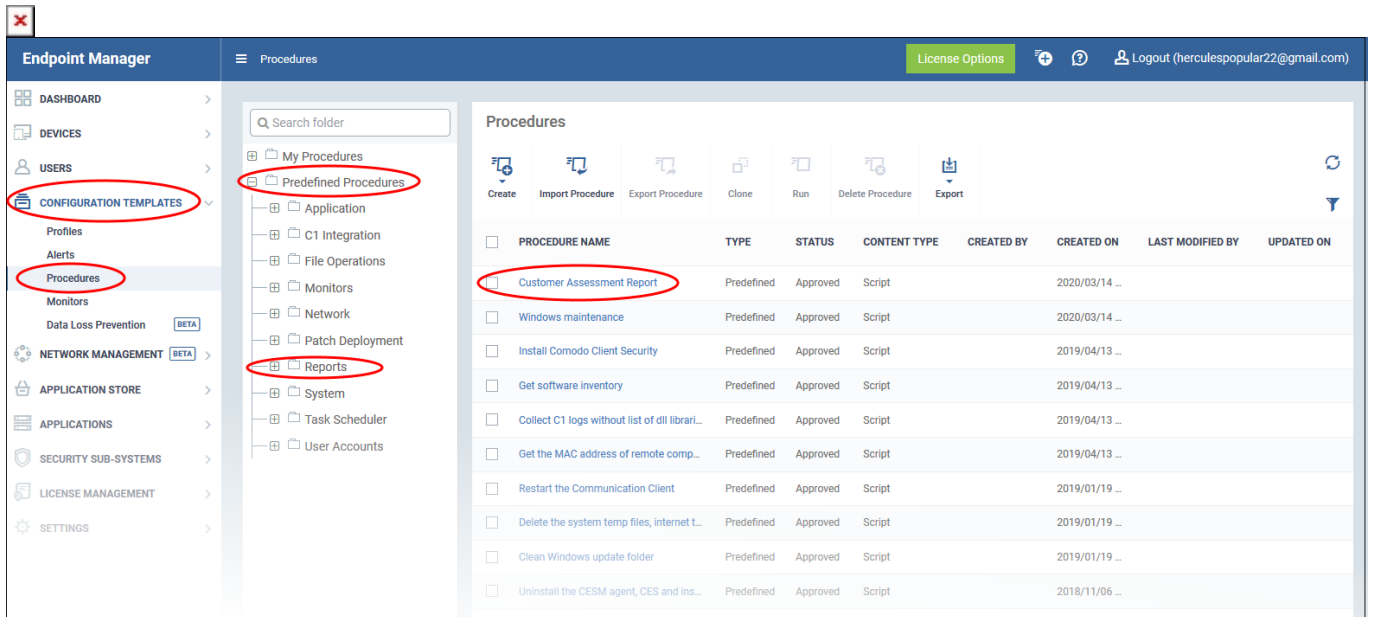 Endpoint Manager
Procedures
License Options
Logout (herculespopular22@gmail.com)
DASHBOARD
DEVICES
USERS
CONFIGURATION TEMPLATES
Profiles
Alerts
Procedures
Monitors
Data Loss Prevention BETA
NETWORK MANAGEMENT BETA
APPLICATION STORE
APPLICATIONS
SECURITY SUB-SYSTEMS
LICENSE MANAGEMENT
SETTINGS
Search folder
My Procedures
Predefined Procedures
Application
C1 Integration
File Operations
Monitors
Network
Patch Deployment
Reports
System
Task Scheduler
User Accounts
Procedures
Create Import Procedure Export Procedure Clone Run Delete Procedure Export
PROCEDURE NAME TYPE STATUS CONTENT TYPE CREATED BY CREATED ON LAST MODIFIED BY UPDATED ON
Customer Assessment Report Predefined Approved Script 2020/03/14 ...
Windows maintenance Predefined Approved Script 2020/03/14 ...
Install Comodo Client Security Predefined Approved Script 2019/04/13 ...
Get software inventory Predefined Approved Script 2019/04/13 ...
Collect C1 logs without list of dll librari... Predefined Approved Script 2019/04/13 ...
Get the MAC address of remote comp... Predefined Approved Script 2019/04/13 ...
Restart the Communication Client Predefined Approved Script 2019/01/19 ...
Delete the system temp files, internet t... Predefined Approved Script 2019/01/19 ...
Clean Windows update folder Predefined Approved Script 2019/01/19 ...
Uninstall the CESM agent, CES and ins... Predefined Approved Script 2018/11/06 ...